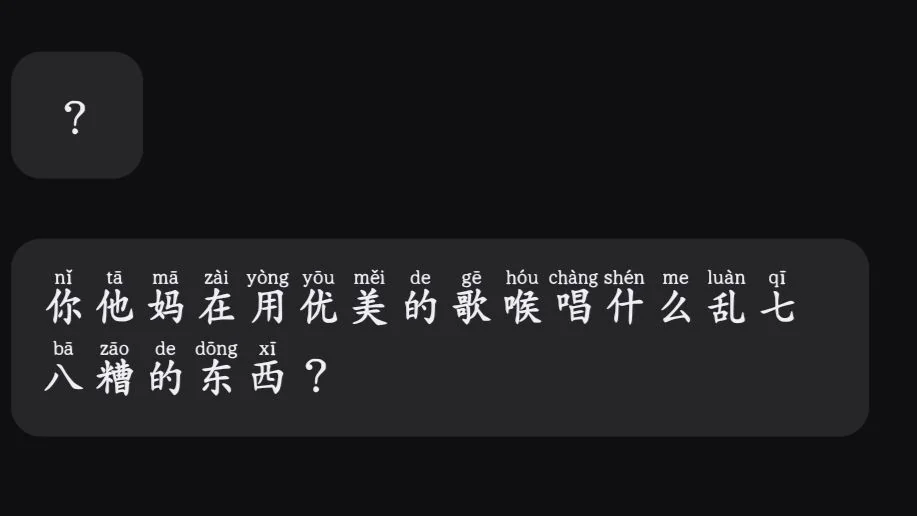 ?
nǐ tā mā zài yòng yōu měi de gē hóu chàng shén me luàn qī
你他妈在用优美的歌喉唱什么乱七
bā zāo de dōng xī
八糟的东西？